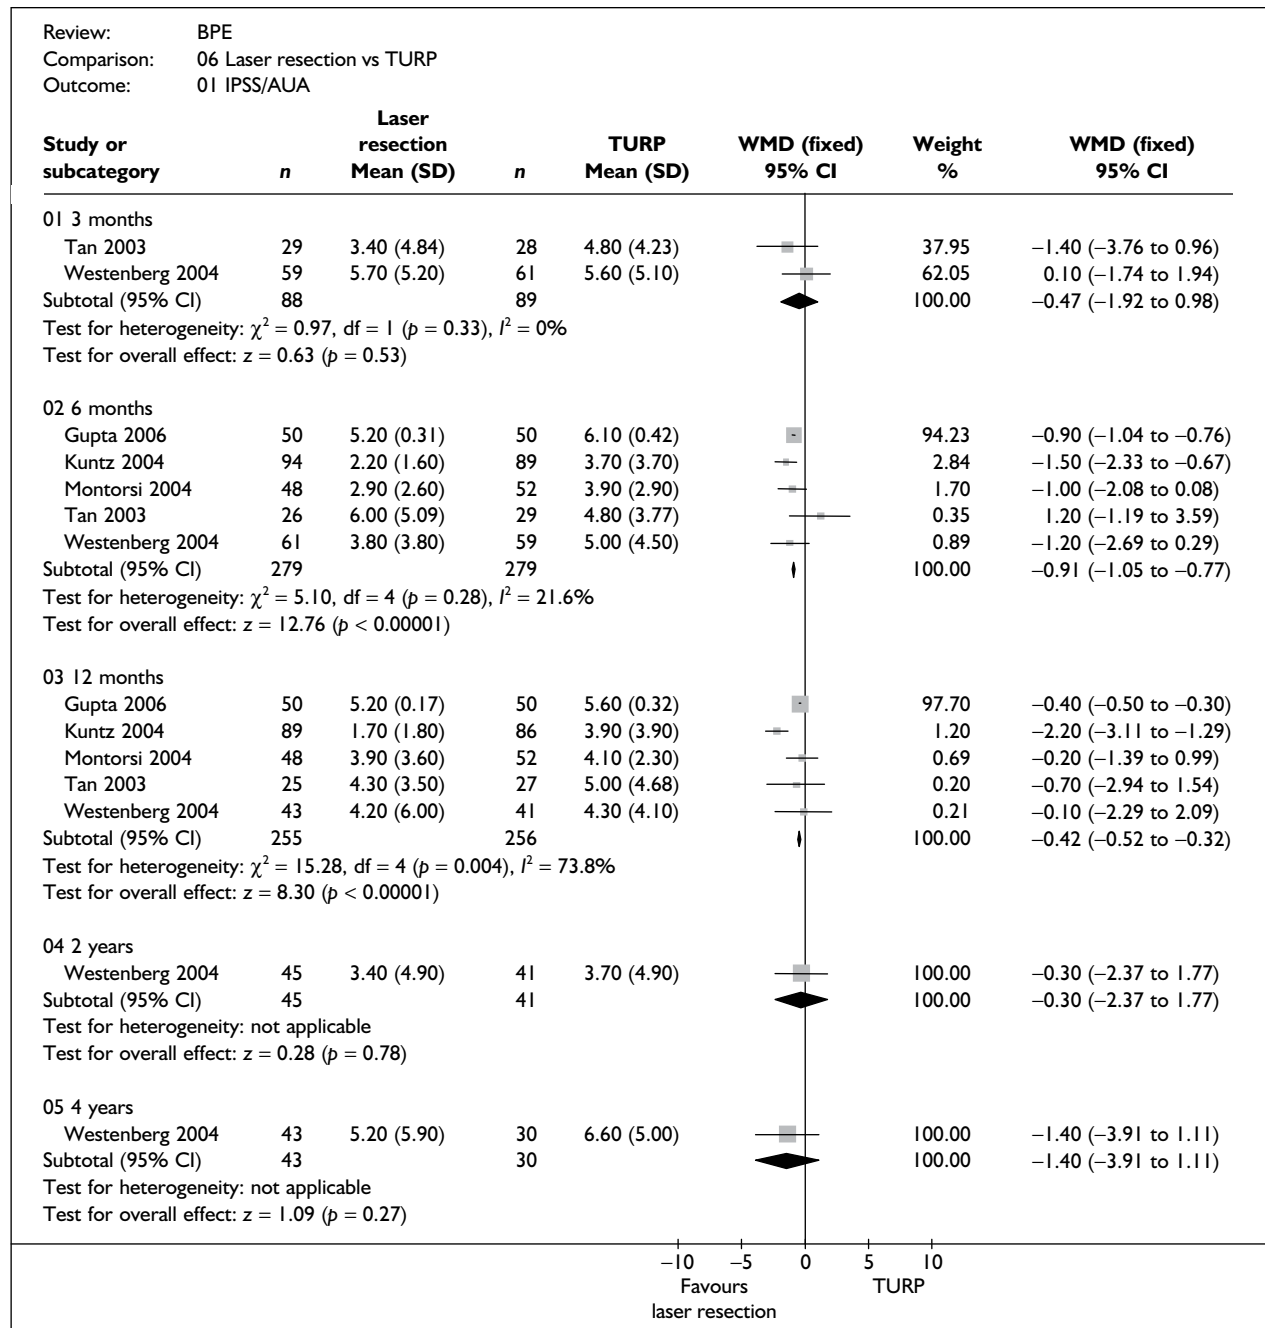 Review: BPE
Comparison: 06 Laser resection vs TURP
Outcome: 01 IPSS/AUA
Laser
Study or resection TURP WMD (fixed) Weight WMD (fixed)
subcategory n Mean (SD) n Mean (SD) 95% CI % 95% CI
01 3 months
Tan 2003 29 3.40 (4.84) 28 4.80 (4.23) 37.95 −1.40 (−3.76 to 0.96)
Westenberg 2004 59 5.70 (5.20) 61 5.60 (5.10) 62.05 0.10 (−1.74 to 1.94)
Subtotal (95% CI) 88 89 100.00 −0.47 (−1.92 to 0.98)
Test for heterogeneity: χ² = 0.97, df = 1 (p = 0.33), I² = 0%
Test for overall effect: z = 0.63 (p = 0.53)
02 6 months
Gupta 2006 50 5.20 (0.31) 50 6.10 (0.42) 94.23 −0.90 (−1.04 to −0.76)
Kuntz 2004 94 2.20 (1.60) 89 3.70 (3.70) 2.84 −1.50 (−2.33 to −0.67)
Montorsi 2004 48 2.90 (2.60) 52 3.90 (2.90) 1.70 −1.00 (−2.08 to 0.08)
Tan 2003 26 6.00 (5.09) 29 4.80 (3.77) 0.35 1.20 (−1.19 to 3.59)
Westenberg 2004 61 3.80 (3.80) 59 5.00 (4.50) 0.89 −1.20 (−2.69 to 0.29)
Subtotal (95% CI) 279 279 100.00 −0.91 (−1.05 to −0.77)
Test for heterogeneity: χ² = 5.10, df = 4 (p = 0.28), I² = 21.6%
Test for overall effect: z = 12.76 (p < 0.00001)
03 12 months
Gupta 2006 50 5.20 (0.17) 50 5.60 (0.32) 97.70 −0.40 (−0.50 to −0.30)
Kuntz 2004 89 1.70 (1.80) 86 3.90 (3.90) 1.20 −2.20 (−3.11 to −1.29)
Montorsi 2004 48 3.90 (3.60) 52 4.10 (2.30) 0.69 −0.20 (−1.39 to 0.99)
Tan 2003 25 4.30 (3.50) 27 5.00 (4.68) 0.20 −0.70 (−2.94 to 1.54)
Westenberg 2004 43 4.20 (6.00) 41 4.30 (4.10) 0.21 −0.10 (−2.29 to 2.09)
Subtotal (95% CI) 255 256 100.00 −0.42 (−0.52 to −0.32)
Test for heterogeneity: χ² = 15.28, df = 4 (p = 0.004), I² = 73.8%
Test for overall effect: z = 8.30 (p < 0.00001)
04 2 years
Westenberg 2004 45 3.40 (4.90) 41 3.70 (4.90) 100.00 −0.30 (−2.37 to 1.77)
Subtotal (95% CI) 45 41 100.00 −0.30 (−2.37 to 1.77)
Test for heterogeneity: not applicable
Test for overall effect: z = 0.28 (p = 0.78)
05 4 years
Westenberg 2004 43 5.20 (5.90) 30 6.60 (5.00) 100.00 −1.40 (−3.91 to 1.11)
Subtotal (95% CI) 43 30 100.00 −1.40 (−3.91 to 1.11)
Test for heterogeneity: not applicable
Test for overall effect: z = 1.09 (p = 0.27)
−10 −5 0 5 10
Favours TURP
laser resection